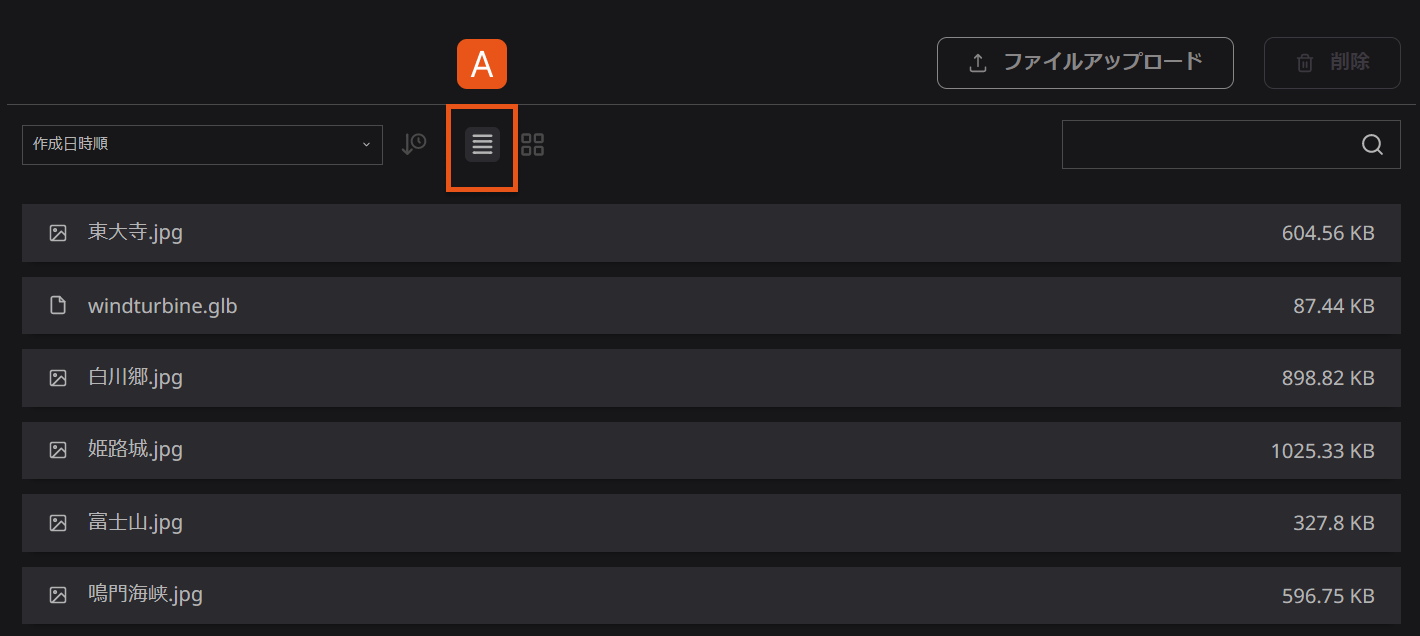 A
ファイルアップロード
削除
作成日時順
東大寺.jpg 604.56 KB
windturbine.glb 87.44 KB
白川郷.jpg 898.82 KB
姫路城.jpg 1025.33 KB
富士山.jpg 327.8 KB
鳴門海峡.jpg 596.75 KB